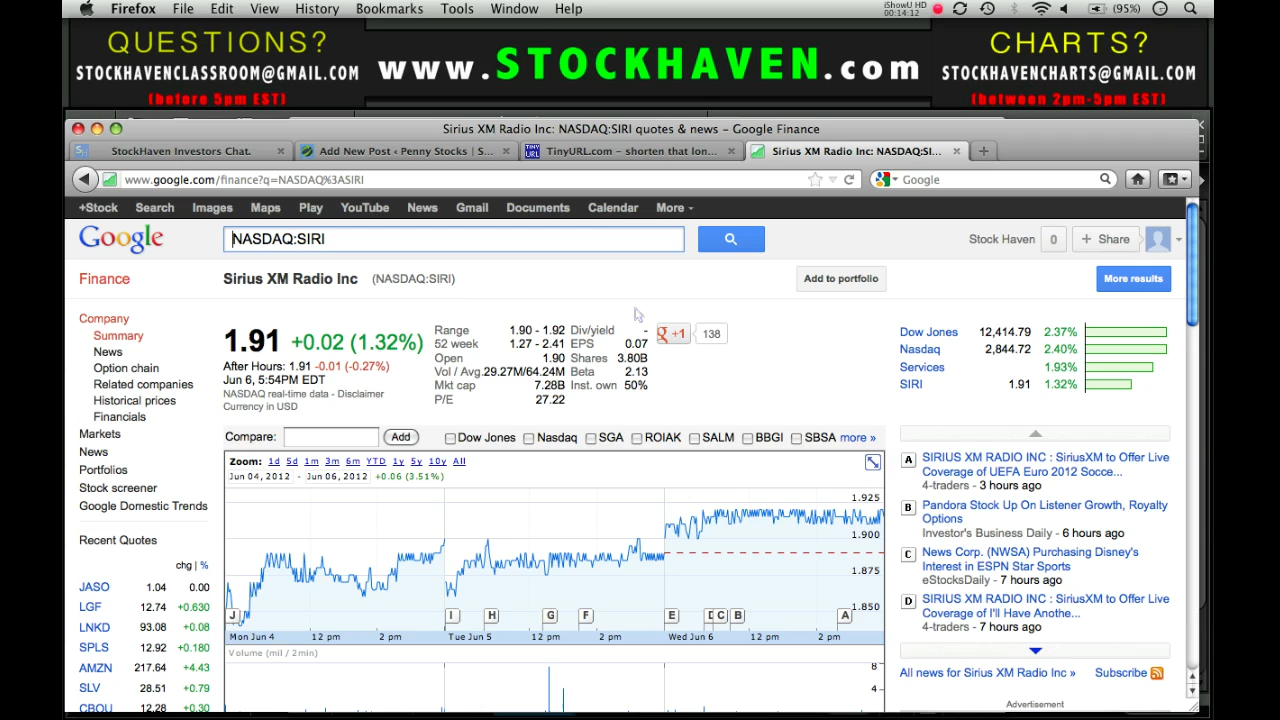 Firefox File Edit View History Bookmarks Tools Window Help
iShowU HD
00:14:12
(95%)
QUESTIONS?
STOCKHAVENCLASSROOM@GMAIL.COM
(before 5pm EST)
www.STOCKHAVEN.com
CHARTS?
STOCKHAVENCHARTS@GMAIL.COM
(between 2pm-5pm EST)
Sirius XM Radio Inc: NASDAQ:SIRI quotes & news – Google Finance
StockHaven Investors Chat.
Add New Post ‹ Penny Stocks | S...
TinyURL.com – shorten that lon...
Sirius XM Radio Inc: NASDAQ:SI...
www.google.com/finance?q=NASDAQ%3ASIRI
Google
+Stock Search Images Maps Play YouTube News Gmail Documents Calendar More
Google
NASDAQ:SIRI
Stock Haven 0 + Share
Finance
Sirius XM Radio Inc (NASDAQ:SIRI)
Add to portfolio
More results
Company
Summary
News
Option chain
Related companies
Historical prices
Financials
Markets
News
Portfolios
Stock screener
Google Domestic Trends
Recent Quotes
chg | %
JASO 1.04 0.00
LGF 12.74 +0.630
LNKD 93.08 +0.08
SPLS 12.92 +0.180
AMZN 217.64 +4.43
SLV 28.51 +0.79
CBOU 12.28 +0.30
1.91 +0.02 (1.32%)
After Hours: 1.91 -0.01 (-0.27%)
Jun 6, 5:54PM EDT
NASDAQ real-time data - Disclaimer
Currency in USD
Range 1.90 - 1.92
52 week 1.27 - 2.41
Open 1.90
Vol / Avg. 29.27M/64.24M
Mkt cap 7.28B
P/E 27.22
Div/yield -
EPS 0.07
Shares 3.80B
Beta 2.13
Inst. own 50%
+1 138
Dow Jones 12,414.79 2.37%
Nasdaq 2,844.72 2.40%
Services 1.93%
SIRI 1.91 1.32%
Compare: Add Dow Jones Nasdaq SGA ROIAK SALM BBGI SBSA more »
Zoom: 1d 5d 1m 3m 6m YTD 1y 5y 10y All
Jun 04, 2012 - Jun 06, 2012 +0.06 (3.51%)
1.925
1.900
1.875
1.850
J I H G F E D C B A
Mon Jun 4 12 pm 2 pm Tue Jun 5 12 pm 2 pm Wed Jun 6 12 pm 2 pm
Volume (mil / 2min)
8
4
A SIRIUS XM RADIO INC : SiriusXM to Offer Live
Coverage of UEFA Euro 2012 Socce...
4-traders - 3 hours ago
B Pandora Stock Up On Listener Growth, Royalty
Options
Investor's Business Daily - 6 hours ago
C News Corp. (NWSA) Purchasing Disney's
Interest in ESPN Star Sports
eStocksDaily - 7 hours ago
D SIRIUS XM RADIO INC : SiriusXM to Offer Live
Coverage of I'll Have Anothe...
4-traders - 7 hours ago
All news for Sirius XM Radio Inc » Subscribe
Advertisement